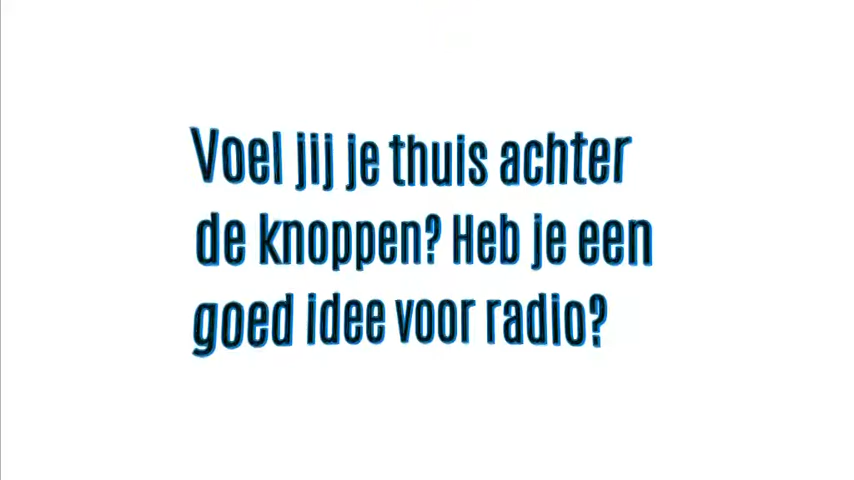 Voel jij je thuis achter
de knoppen? Heb je een
goed idee voor radio?